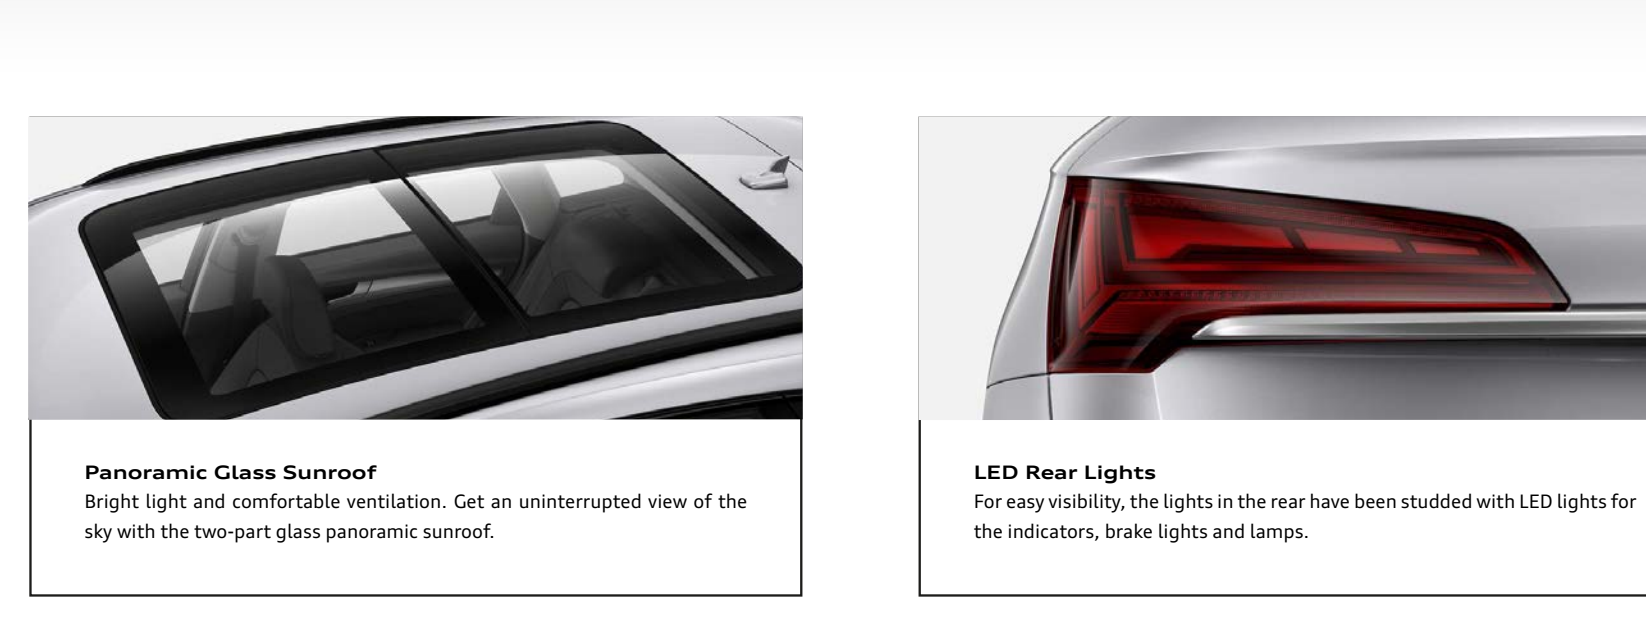 Panoramic Glass Sunroof
Bright light and comfortable ventilation. Get an uninterrupted view of the
sky with the two-part glass panoramic sunroof.
LED Rear Lights
For easy visibility, the lights in the rear have been studded with LED lights for
the indicators, brake lights and lamps.